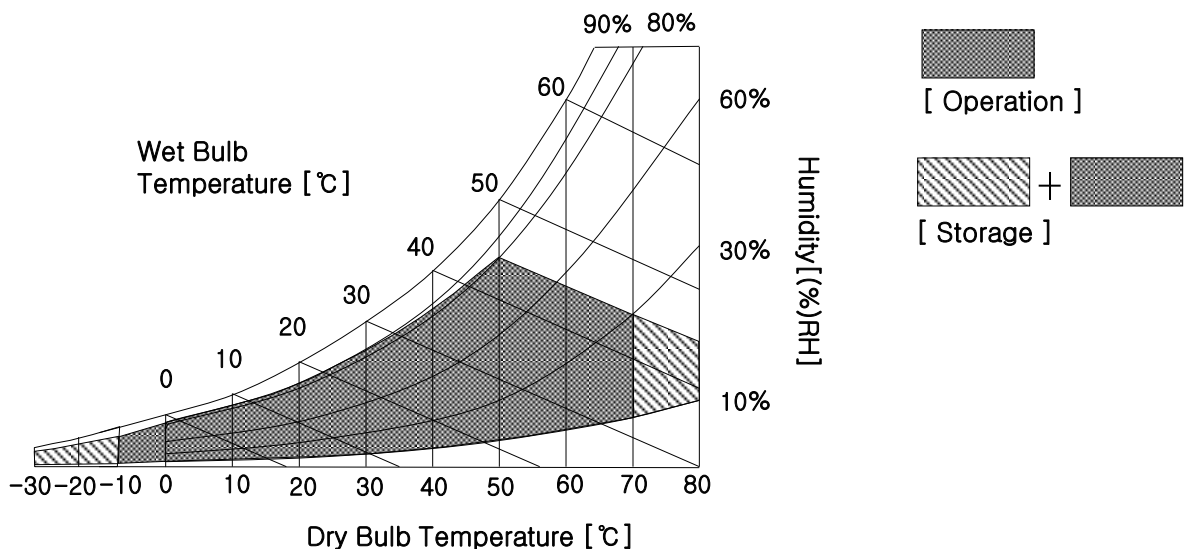 90% 80%
60
60%
[ Operation ]
Wet Bulb
Temperature [℃]
50
40
30%
30
20
10
0
10%
Humidity[(%)RH]
[ Storage ]
+
-30 -20 -10 0 10 20 30 40 50 60 70 80
Dry Bulb Temperature [℃]